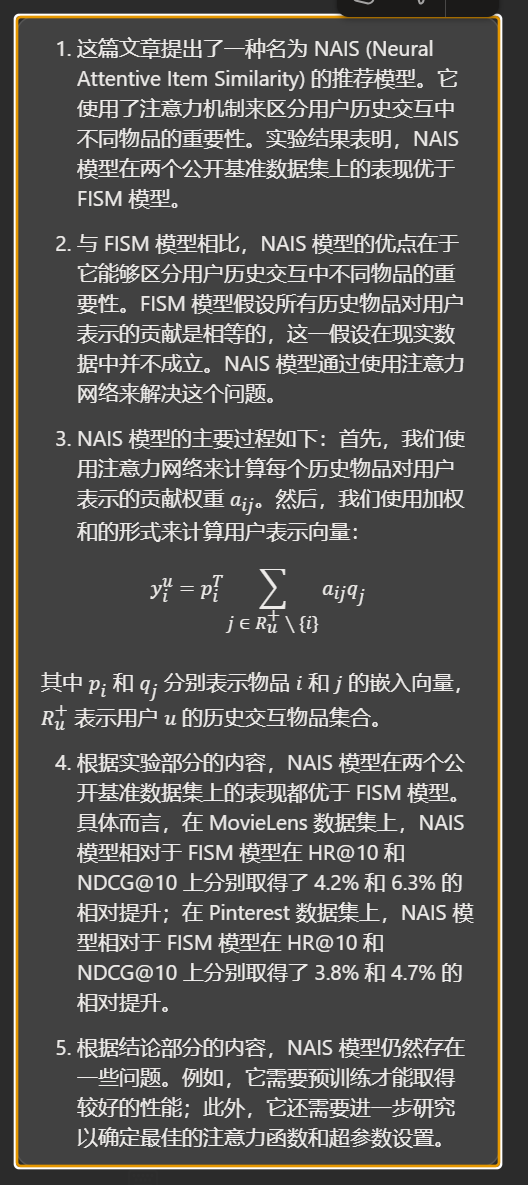 1. 这篇文章提出了一种名为 NAIS (Neural
Attentive Item Similarity) 的推荐模型。它
使用了注意力机制来区分用户历史交互中
不同物品的重要性。实验结果表明，NAIS
模型在两个公开基准数据集上的表现优于
FISM 模型。
2. 与 FISM 模型相比，NAIS 模型的优点在于
它能够区分用户历史交互中不同物品的重
要性。FISM 模型假设所有历史物品对用户
表示的贡献是相等的，这一假设在现实数
据中并不成立。NAIS 模型通过使用注意力
网络来解决这个问题。
3. NAIS 模型的主要过程如下：首先，我们使
用注意力网络来计算每个历史物品对用户
表示的贡献权重 a_{ij}。然后，我们使用加权
和的形式来计算用户表示向量：
y_i^u = p_i^T ∑_{j ∈ R_u^+ \ {i}} a_{ij} q_j
其中 p_i 和 q_j 分别表示物品 i 和 j 的嵌入向量，
R_u^+ 表示用户 u 的历史交互物品集合。
4. 根据实验部分的内容，NAIS 模型在两个公
开基准数据集上的表现都优于 FISM 模型。
具体而言，在 MovieLens 数据集上，NAIS
模型相对于 FISM 模型在 HR@10 和
NDCG@10 上分别取得了 4.2% 和 6.3% 的
相对提升；在 Pinterest 数据集上，NAIS 模
型相对于 FISM 模型在 HR@10 和
NDCG@10 上分别取得了 3.8% 和 4.7% 的
相对提升。
5. 根据结论部分的内容，NAIS 模型仍然存在
一些问题。例如，它需要预训练才能取得
较好的性能；此外，它还需要进一步研究
以确定最佳的注意力函数和超参数设置。